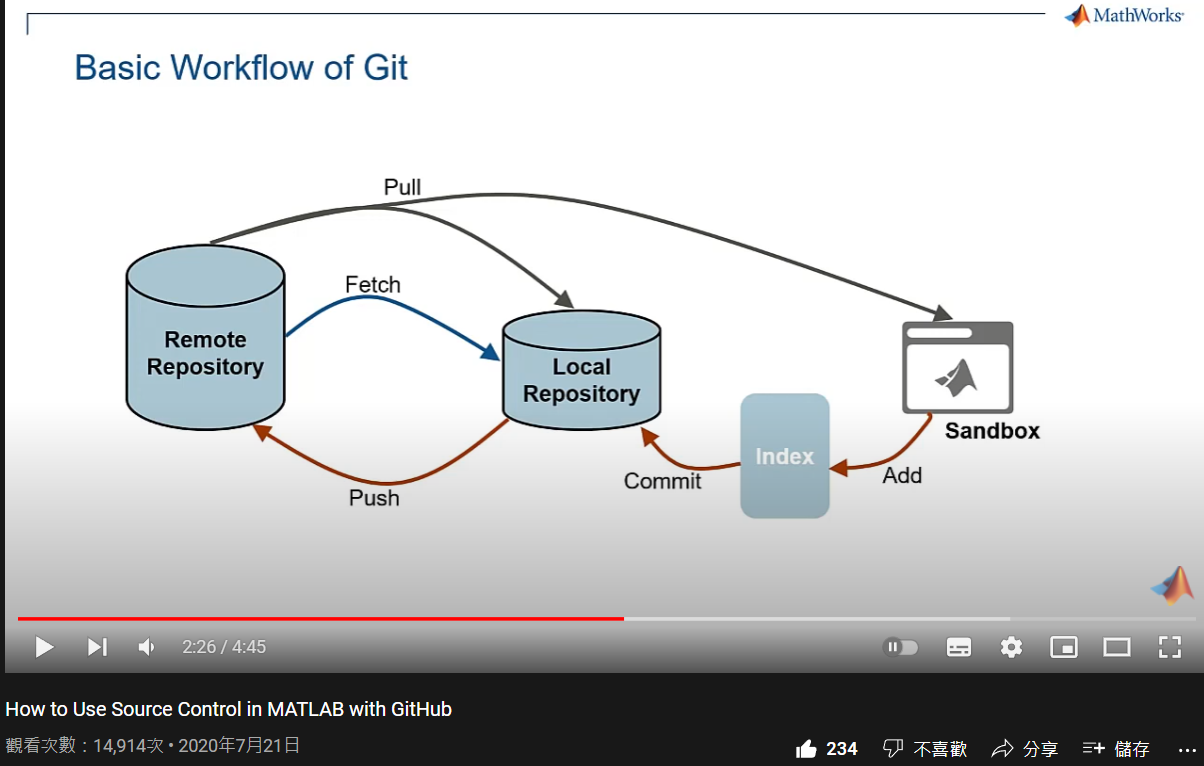 MathWorks
Basic Workflow of Git
Pull
Fetch
Remote
Repository
Local
Repository
Index
Sandbox
Commit
Add
Push
2:26 / 4:45
How to Use Source Control in MATLAB with GitHub
觀看次數：14,914次 • 2020年7月21日
234
不喜歡
分享
儲存